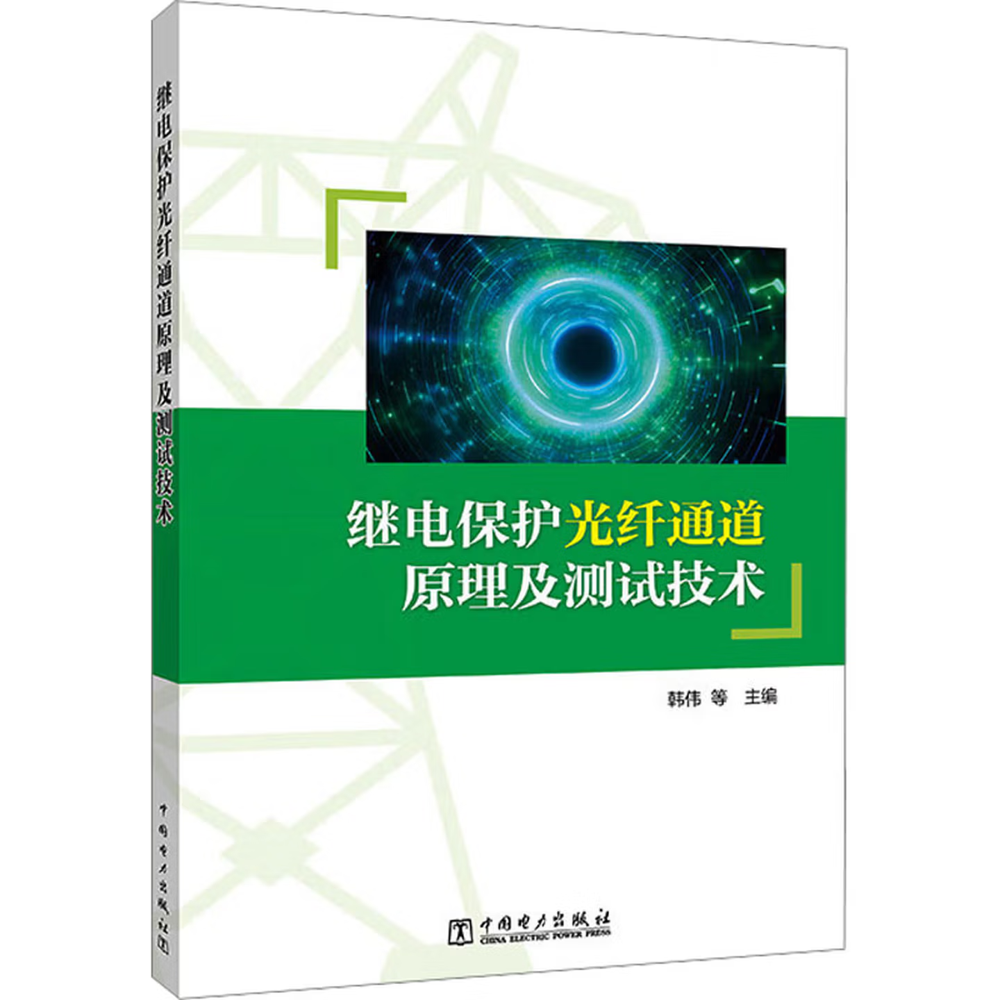 继电保护光纤通道原理及测试技术
中国电力出版社
继电保护光纤通道
原理及测试技术
韩伟 等 主编
中国电力出版社
CHINA ELECTRIC POWER PRESS